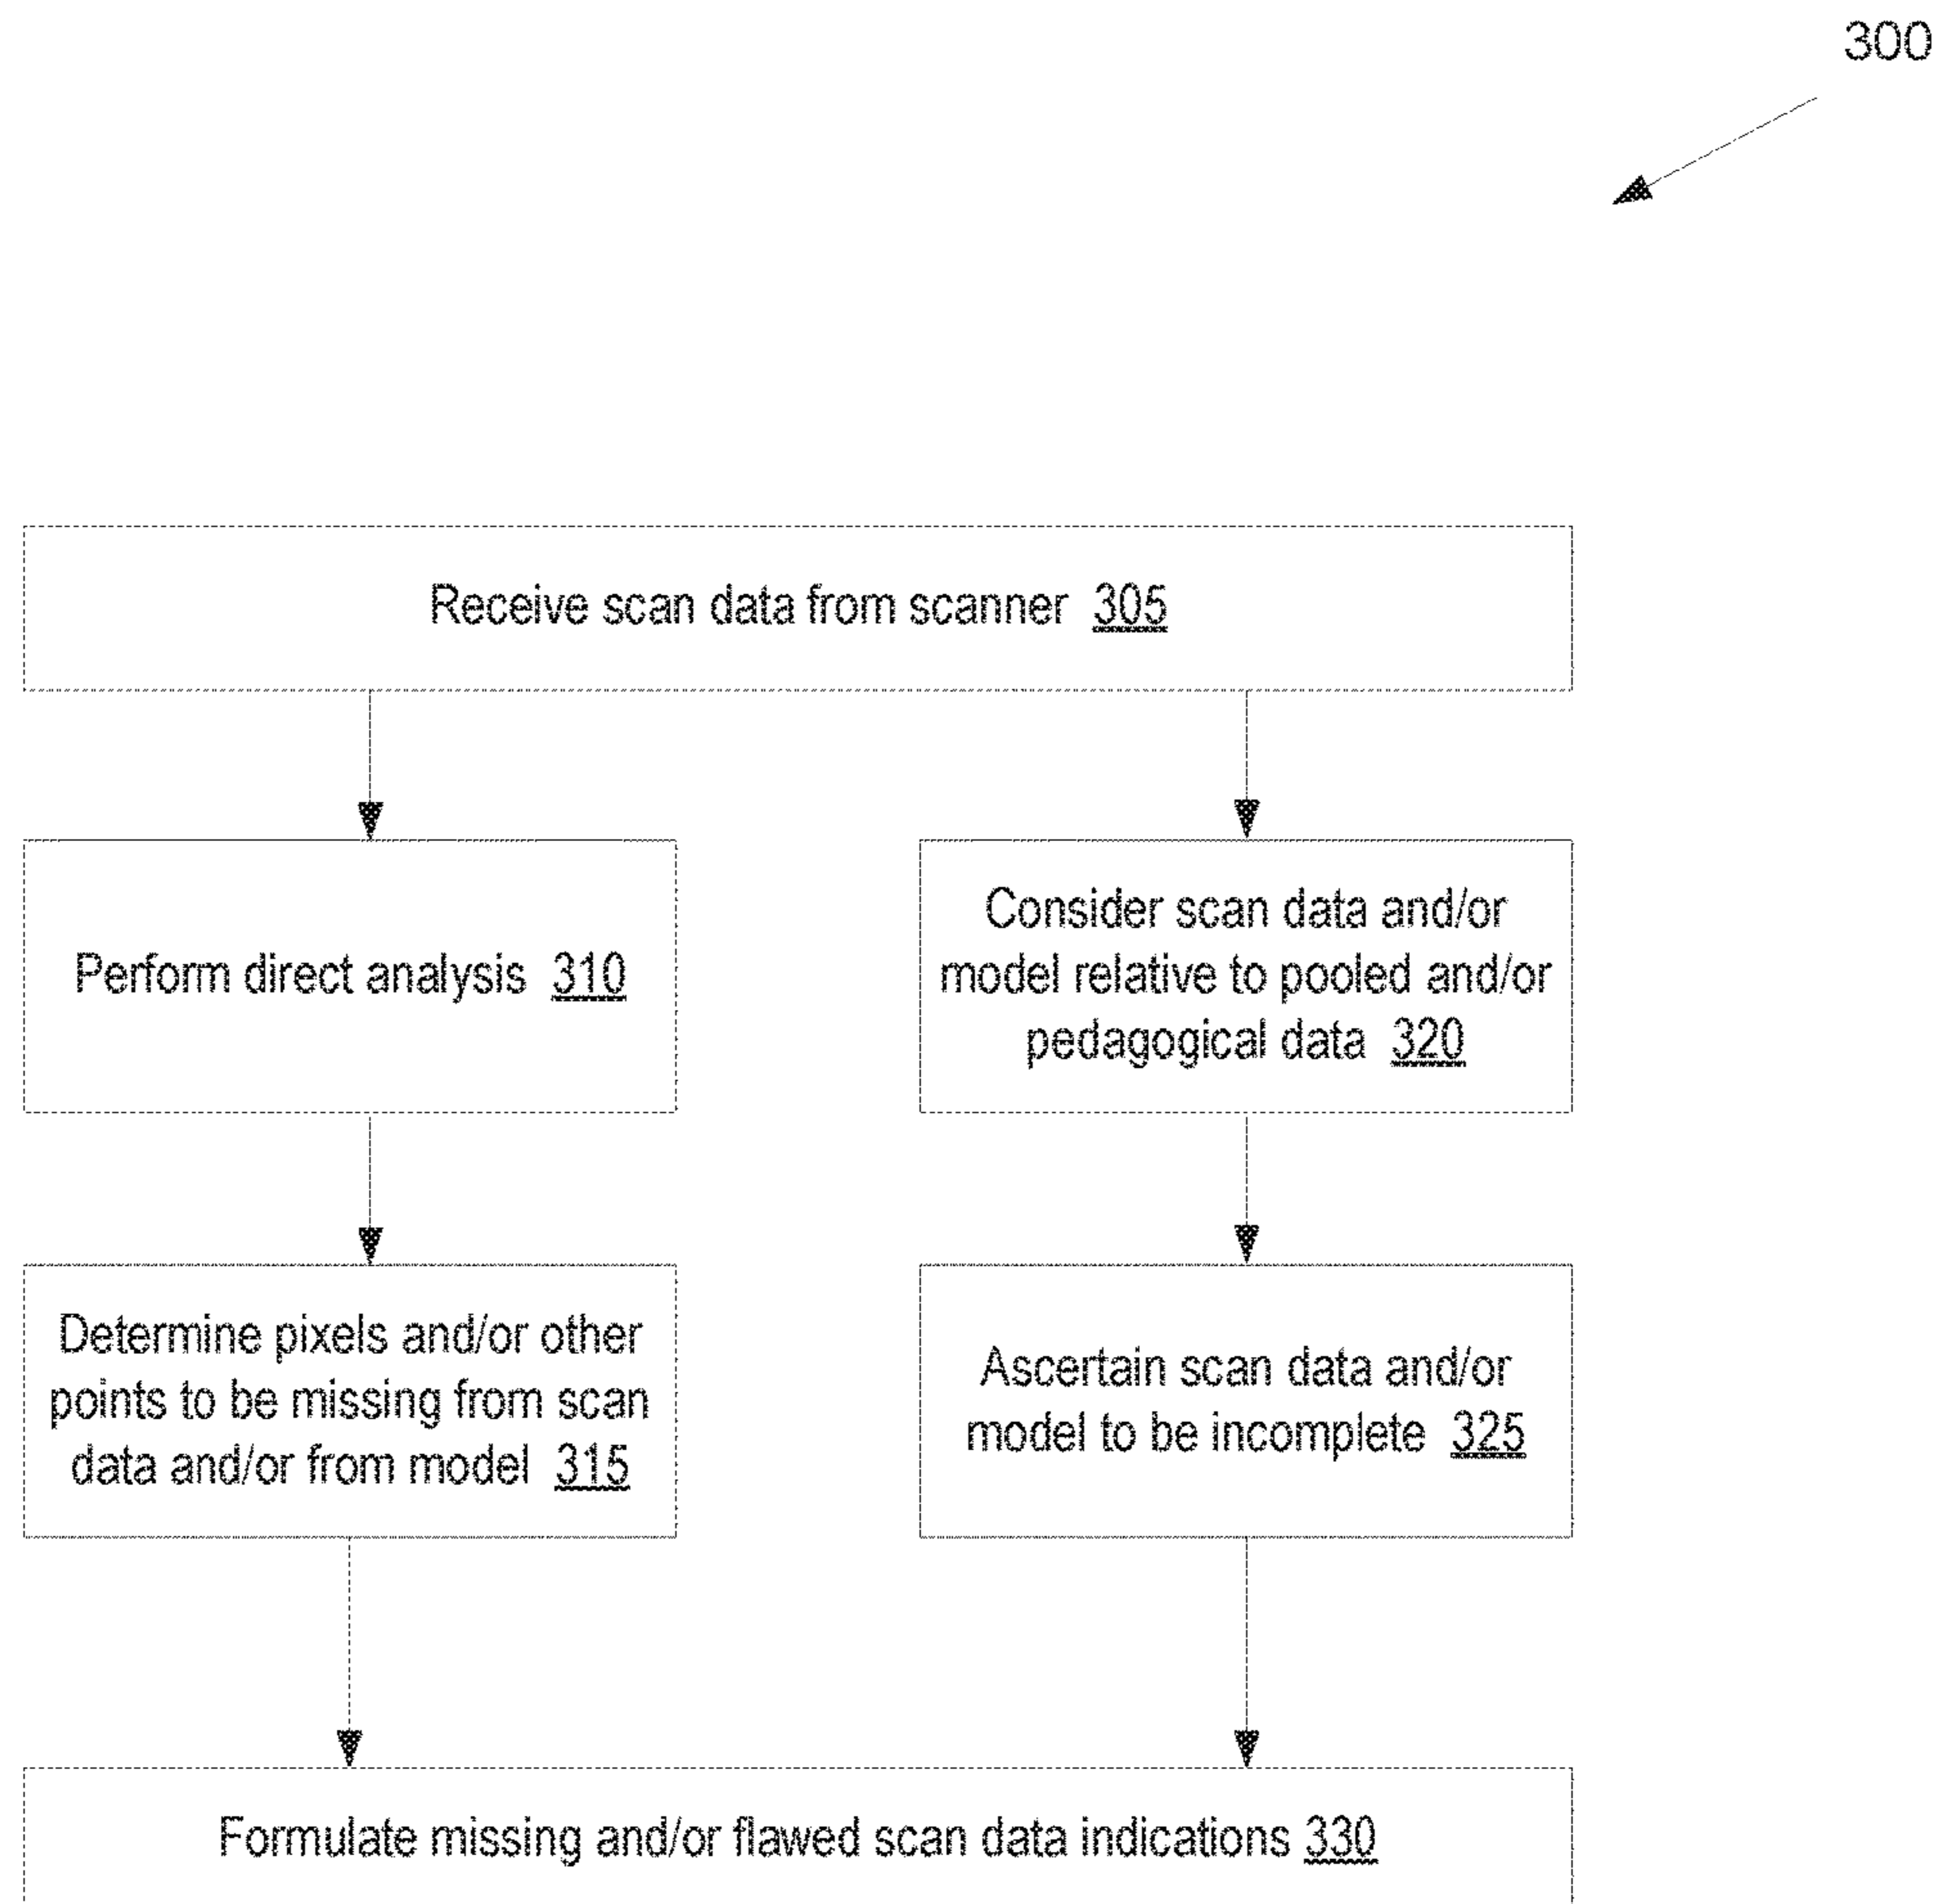 300
Receive scan data from scanner 305
Perform direct analysis 310
Consider scan data and/or
model relative to pooled and/or
pedagogical data 320
Determine pixels and/or other
points to be missing from scan
data and/or from model 315
Ascertain scan data and/or
model to be incomplete 325
Formulate missing and/or flawed scan data indications 330